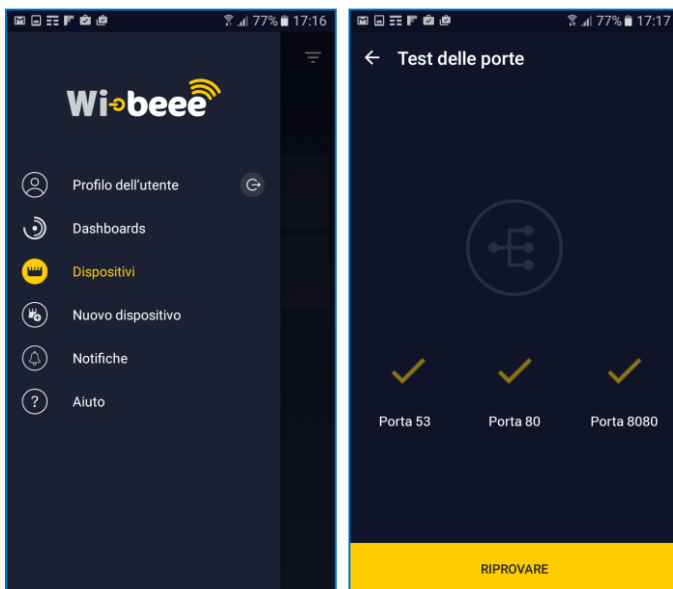 77% 17:16
Wi-beee
Profilo dell'utente
Dashboards
Dispositivi
Nuovo dispositivo
Notifiche
? Aiuto
77% 17:17
← Test delle porte
Porta 53 Porta 80 Porta 8080
RIPROVARE